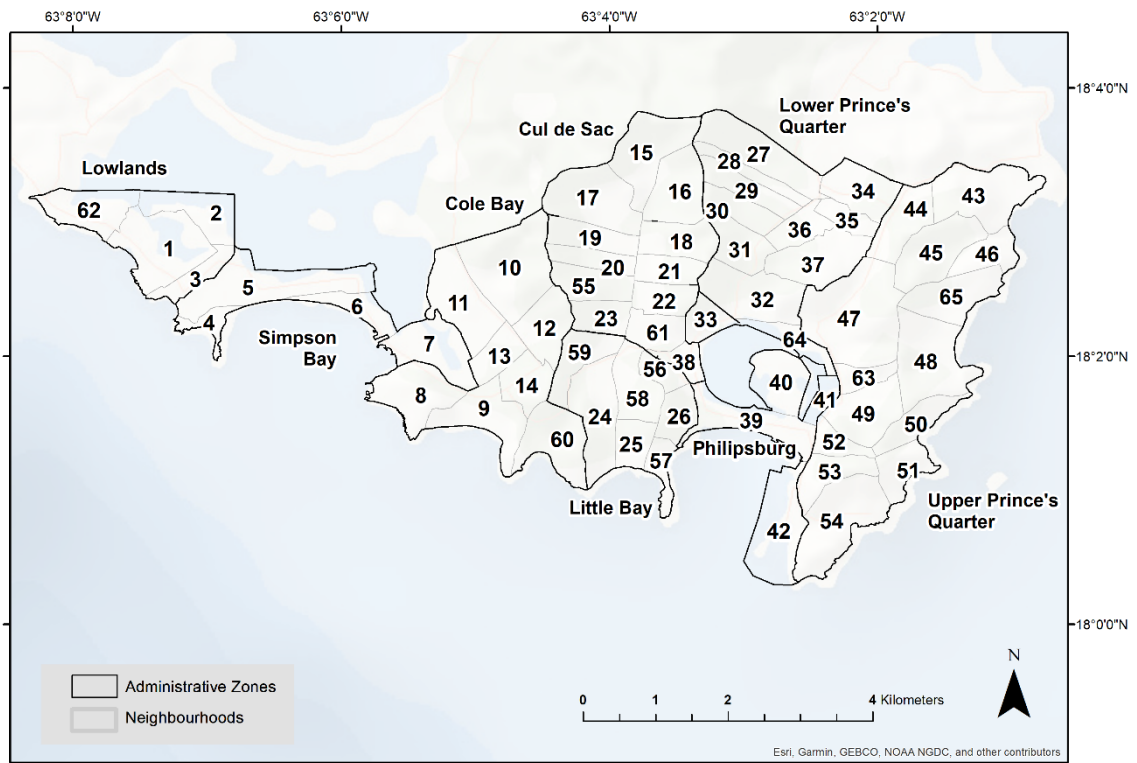 63°8'0"W 63°6'0"W 63°4'0"W 63°2'0"W
18°4'0"N
Lower Prince's
Quarter
Cul de Sac
15
28 27
Lowlands
17 16 29 34
43
62 2 Cole Bay 30 44
35
36
19 18 31 45 46
1
10 20 21 37
3
5 55 65
11 22 32
6 4
23 33 47
12 61 64
Simpson
Bay
7 13 59 56 38 48
18°2'0"N
14 40 63
8 58 41
9 24 26 39 49 50
60 25 52
57 Philipsburg
53 51
Little Bay
Upper Prince's
Quarter
54
42
18°0'0"N
N
Administrative Zones
0 1 2 4 Kilometers
Neighbourhoods
Esri, Garmin, GEBCO, NOAA NGDC, and other contributors